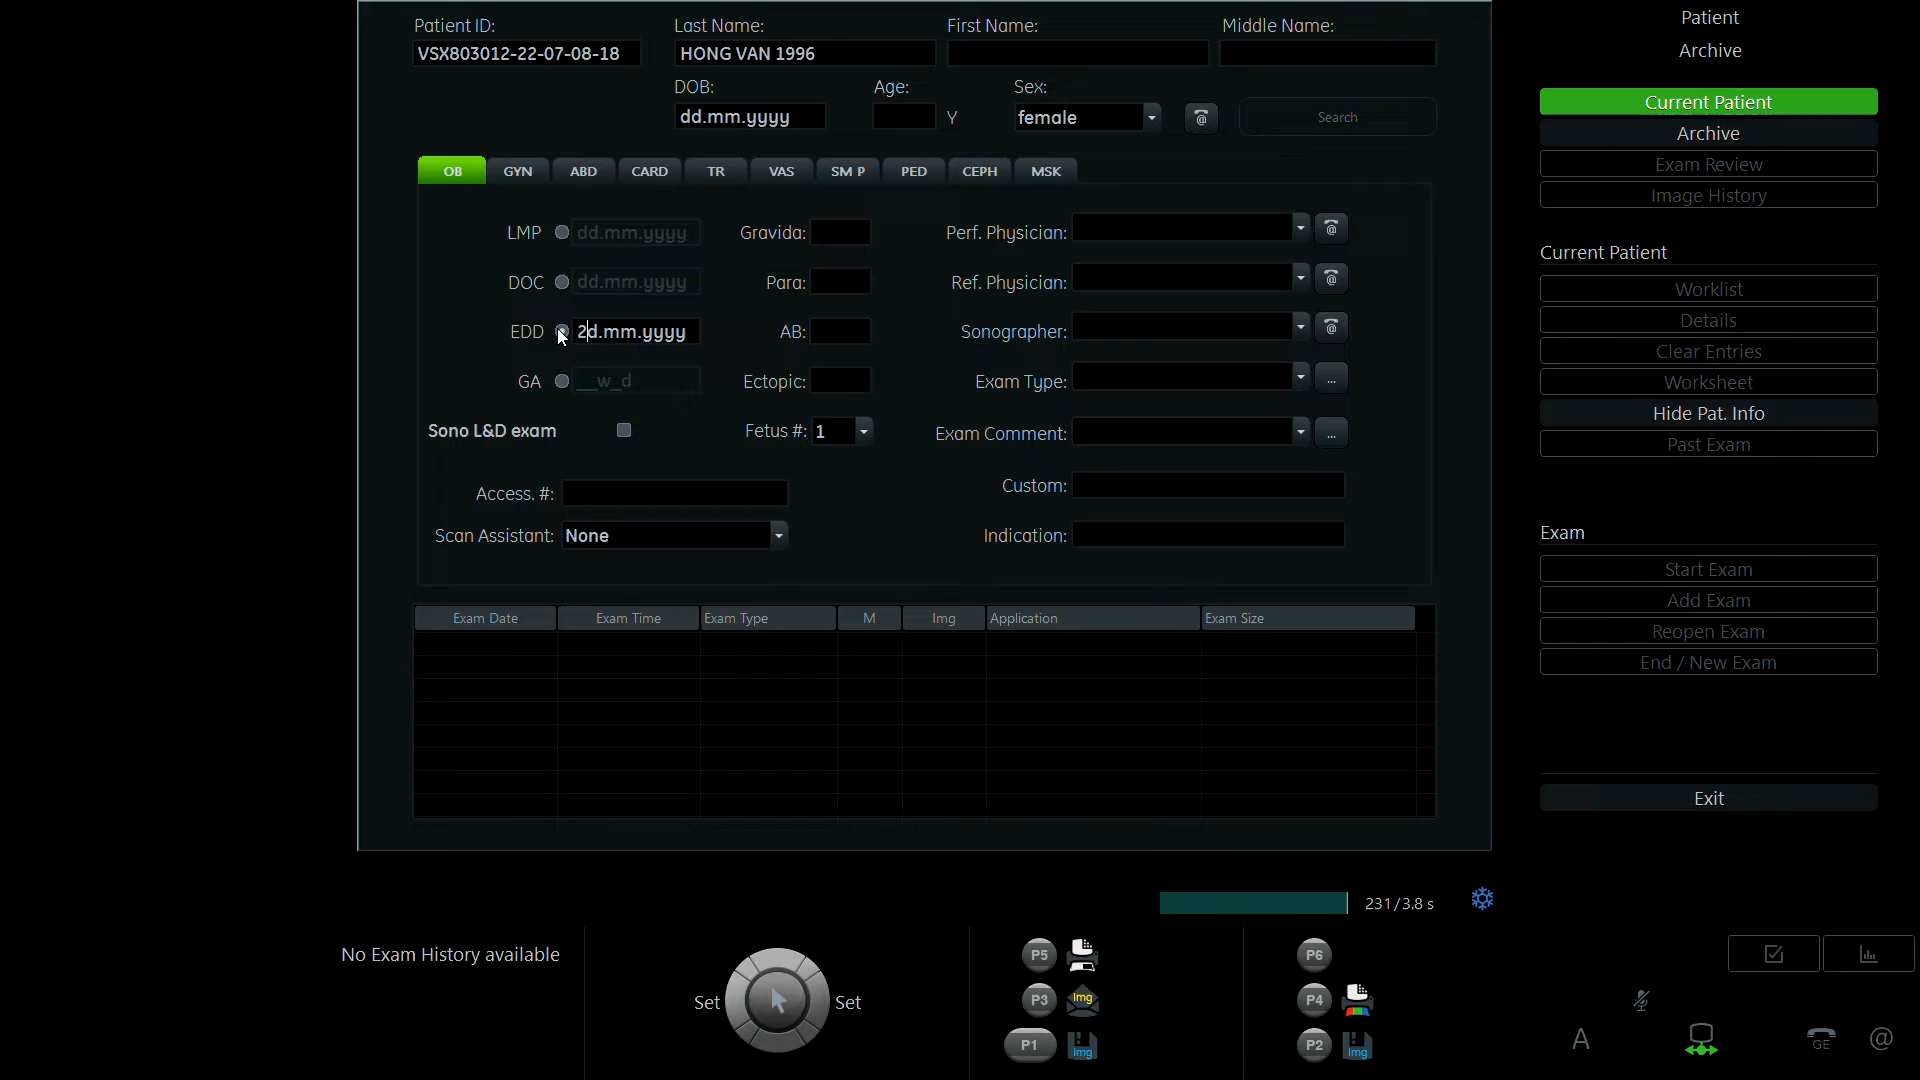 Patient ID: Last Name: First Name: Middle Name:
VSX803012-22-07-08-18 HONG VAN 1996
DOB: Age: Sex:
dd.mm.yyyy Y female @ Search
OB GYN ABD CARD TR VAS SM P PED CEPH MSK
LMP dd.mm.yyyy Gravida: Perf. Physician: @
DOC dd.mm.yyyy Para: Ref. Physician: @
EDD 2d.mm.yyyy AB: Sonographer: @
GA __w_d Ectopic: Exam Type: ...
Sono L&D exam Fetus #: 1 Exam Comment: ...
Custom:
Access. #:
Scan Assistant: None Indication:
Exam Date Exam Time Exam Type M Img Application Exam Size
231/3.8 s
No Exam History available
Set Set
P5 P6
P3 Img P4
P1 Img P2 Img
Patient
Archive
Current Patient
Archive
Exam Review
Image History
Current Patient
Worklist
Details
Clear Entries
Worksheet
Hide Pat. Info
Past Exam
Exam
Start Exam
Add Exam
Reopen Exam
End / New Exam
Exit
A GE @